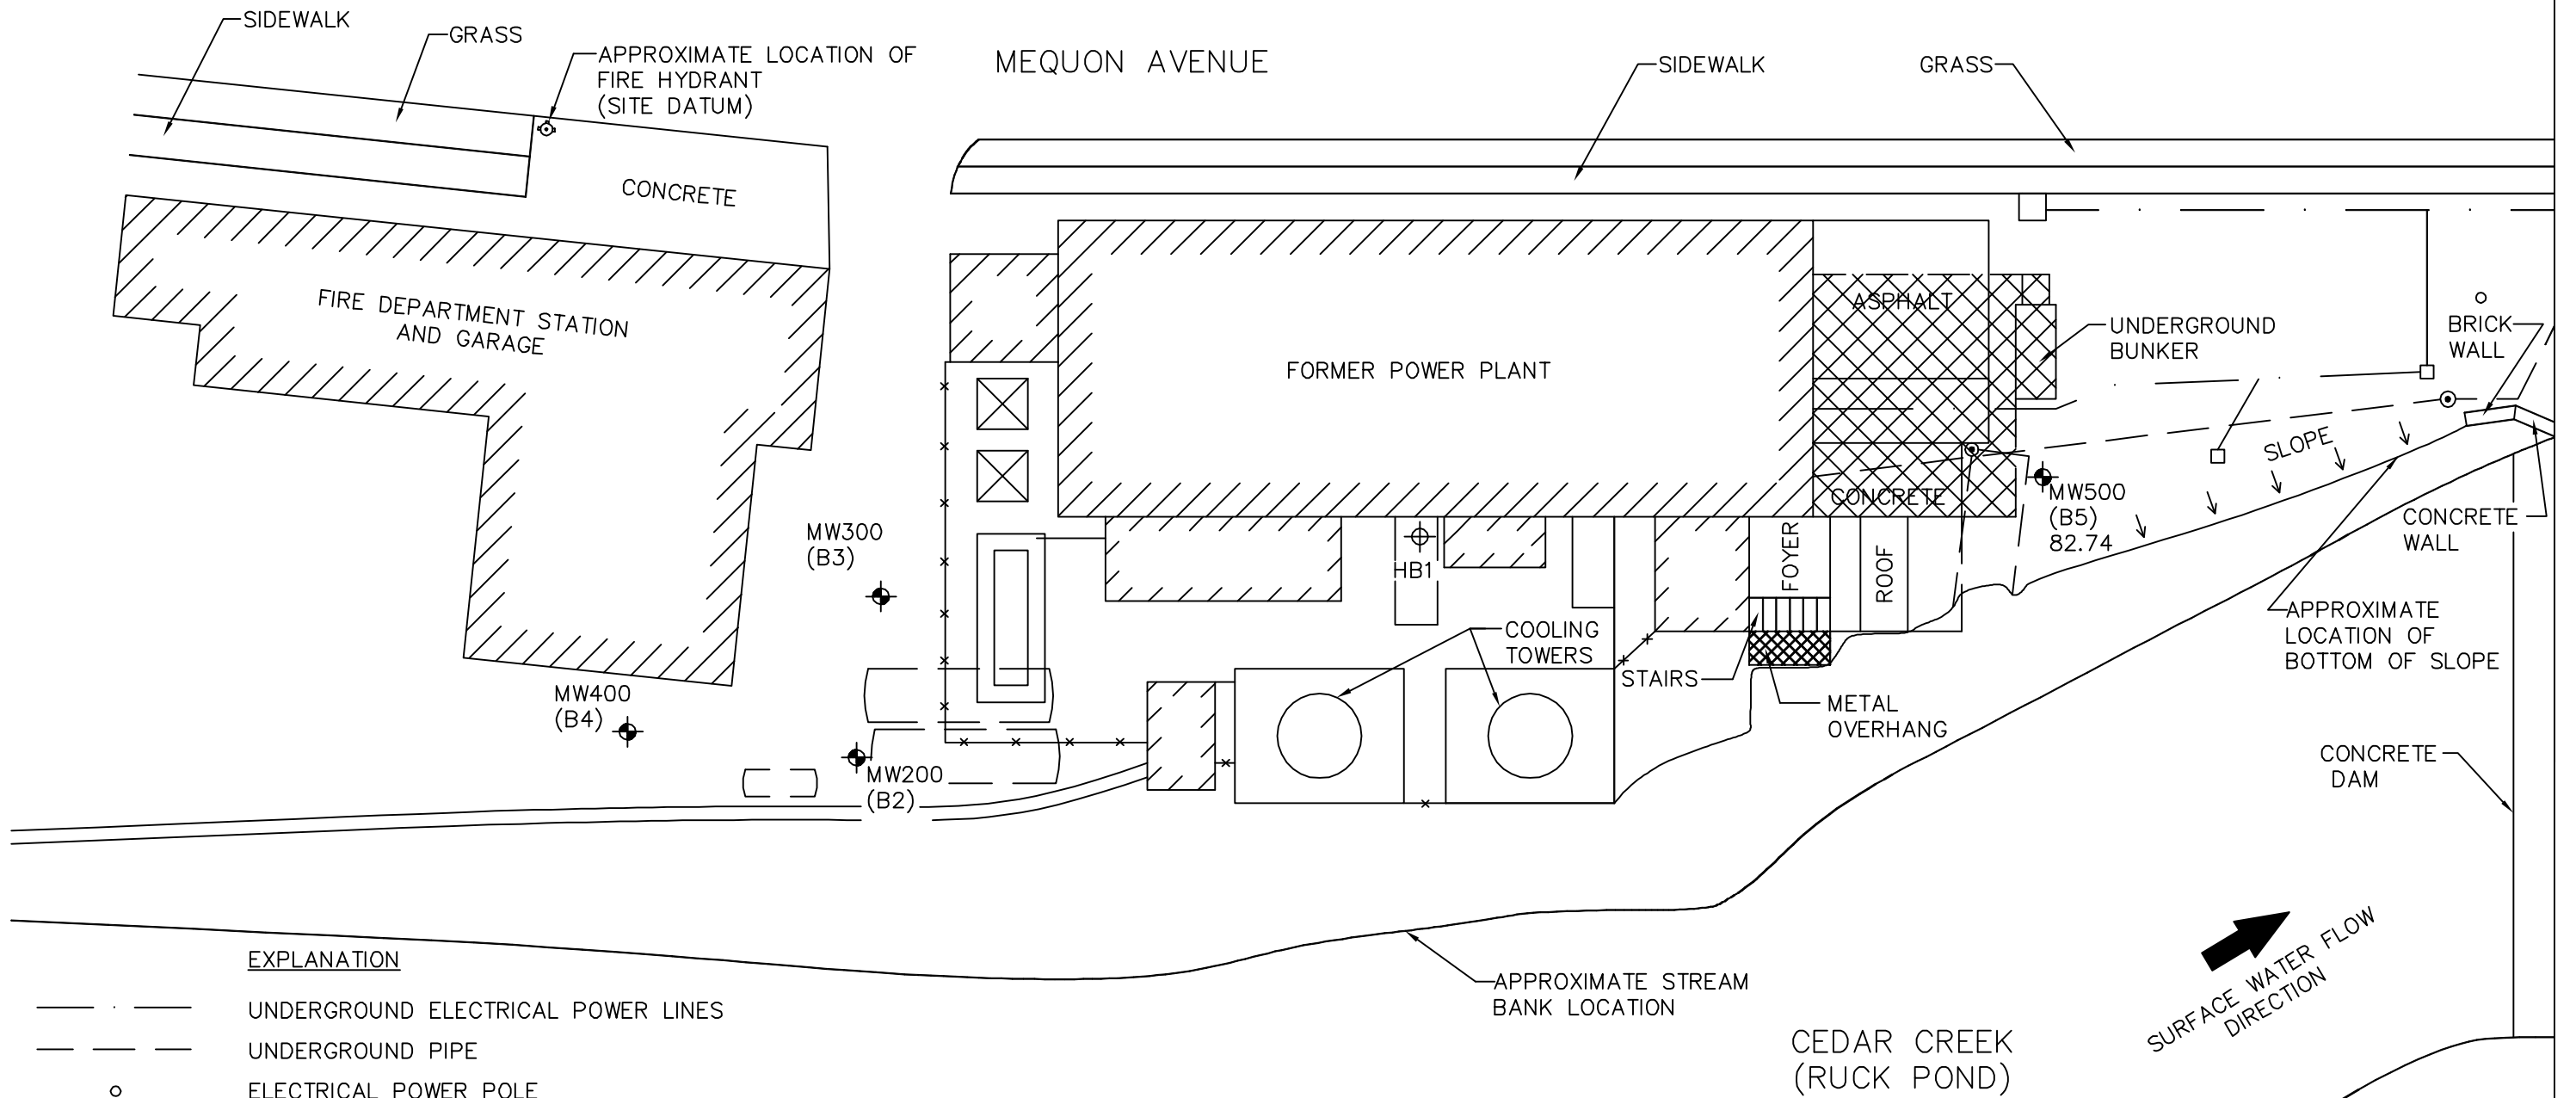 SIDEWALK
GRASS
APPROXIMATE LOCATION OF
FIRE HYDRANT
(SITE DATUM)
MEQUON AVENUE
SIDEWALK
GRASS
CONCRETE
FIRE DEPARTMENT STATION
AND GARAGE
FORMER POWER PLANT
ASPHALT
UNDERGROUND
BUNKER
BRICK
WALL
SLOPE
CONCRETE
MW500
(B5)
82.74
CONCRETE
WALL
MW300
(B3)
HB1
FOYER
ROOF
COOLING
TOWERS
STAIRS
APPROXIMATE
LOCATION OF
BOTTOM OF SLOPE
MW400
(B4)
METAL
OVERHANG
MW200
(B2)
CONCRETE
DAM
EXPLANATION
APPROXIMATE STREAM
BANK LOCATION
SURFACE WATER FLOW
DIRECTION
UNDERGROUND ELECTRICAL POWER LINES
UNDERGROUND PIPE
ELECTRICAL POWER POLE
CEDAR CREEK
(RUCK POND)